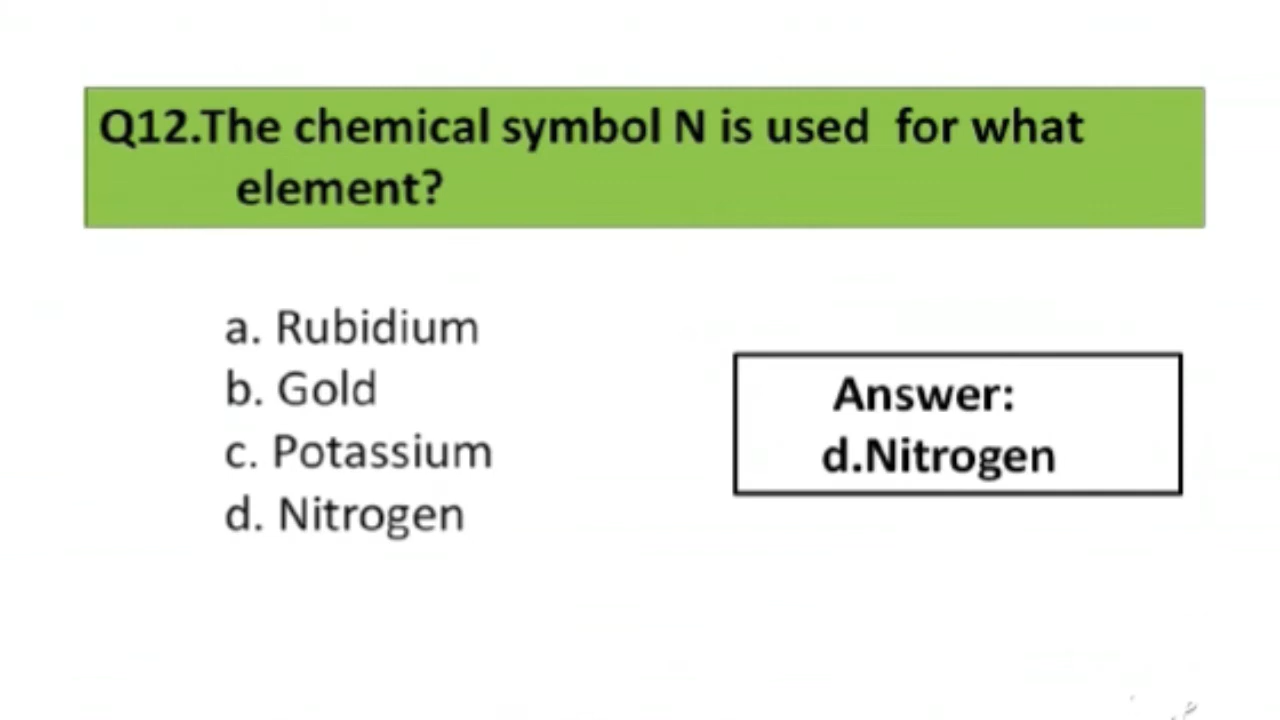 Q12.The chemical symbol N is used  for what
element?
a. Rubidium
b. Gold
c. Potassium
d. Nitrogen
Answer:
d.Nitrogen